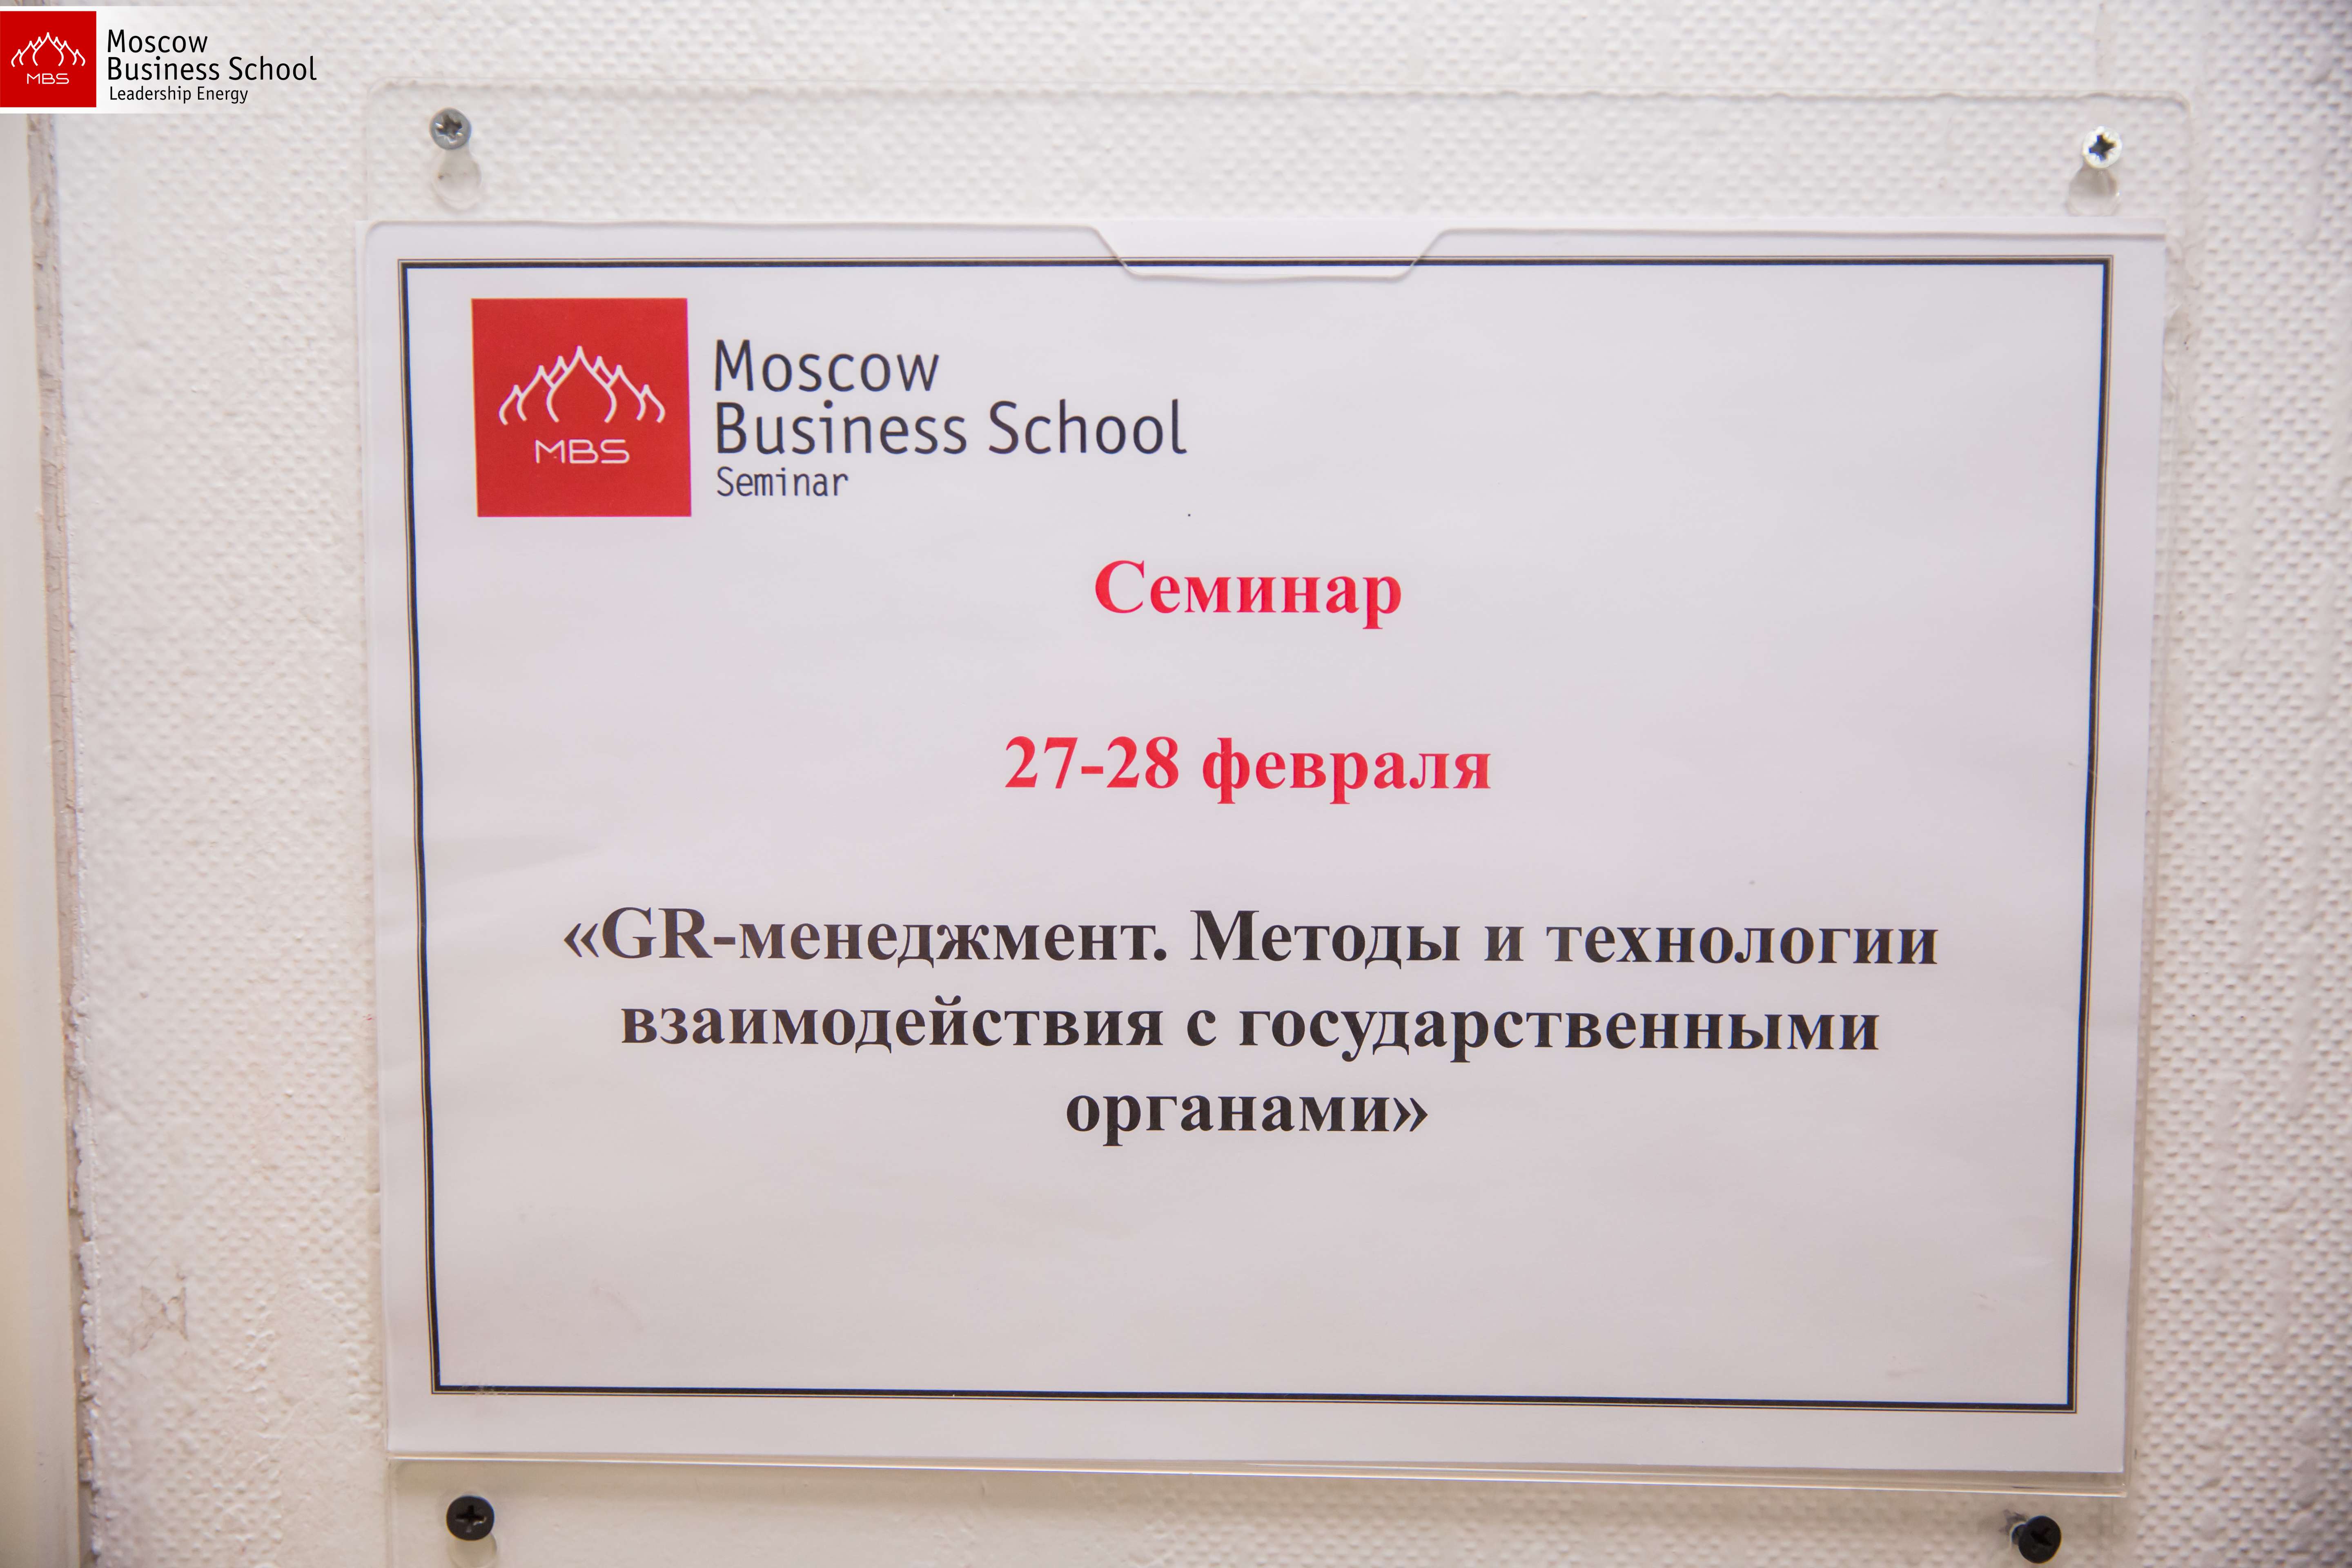 MBS
Moscow
Business School
Leadership Energy
MBS
Moscow
Business School
Seminar
Семинар
27-28 февраля
«GR-менеджмент. Методы и технологии
взаимодействия с государственными
органами»